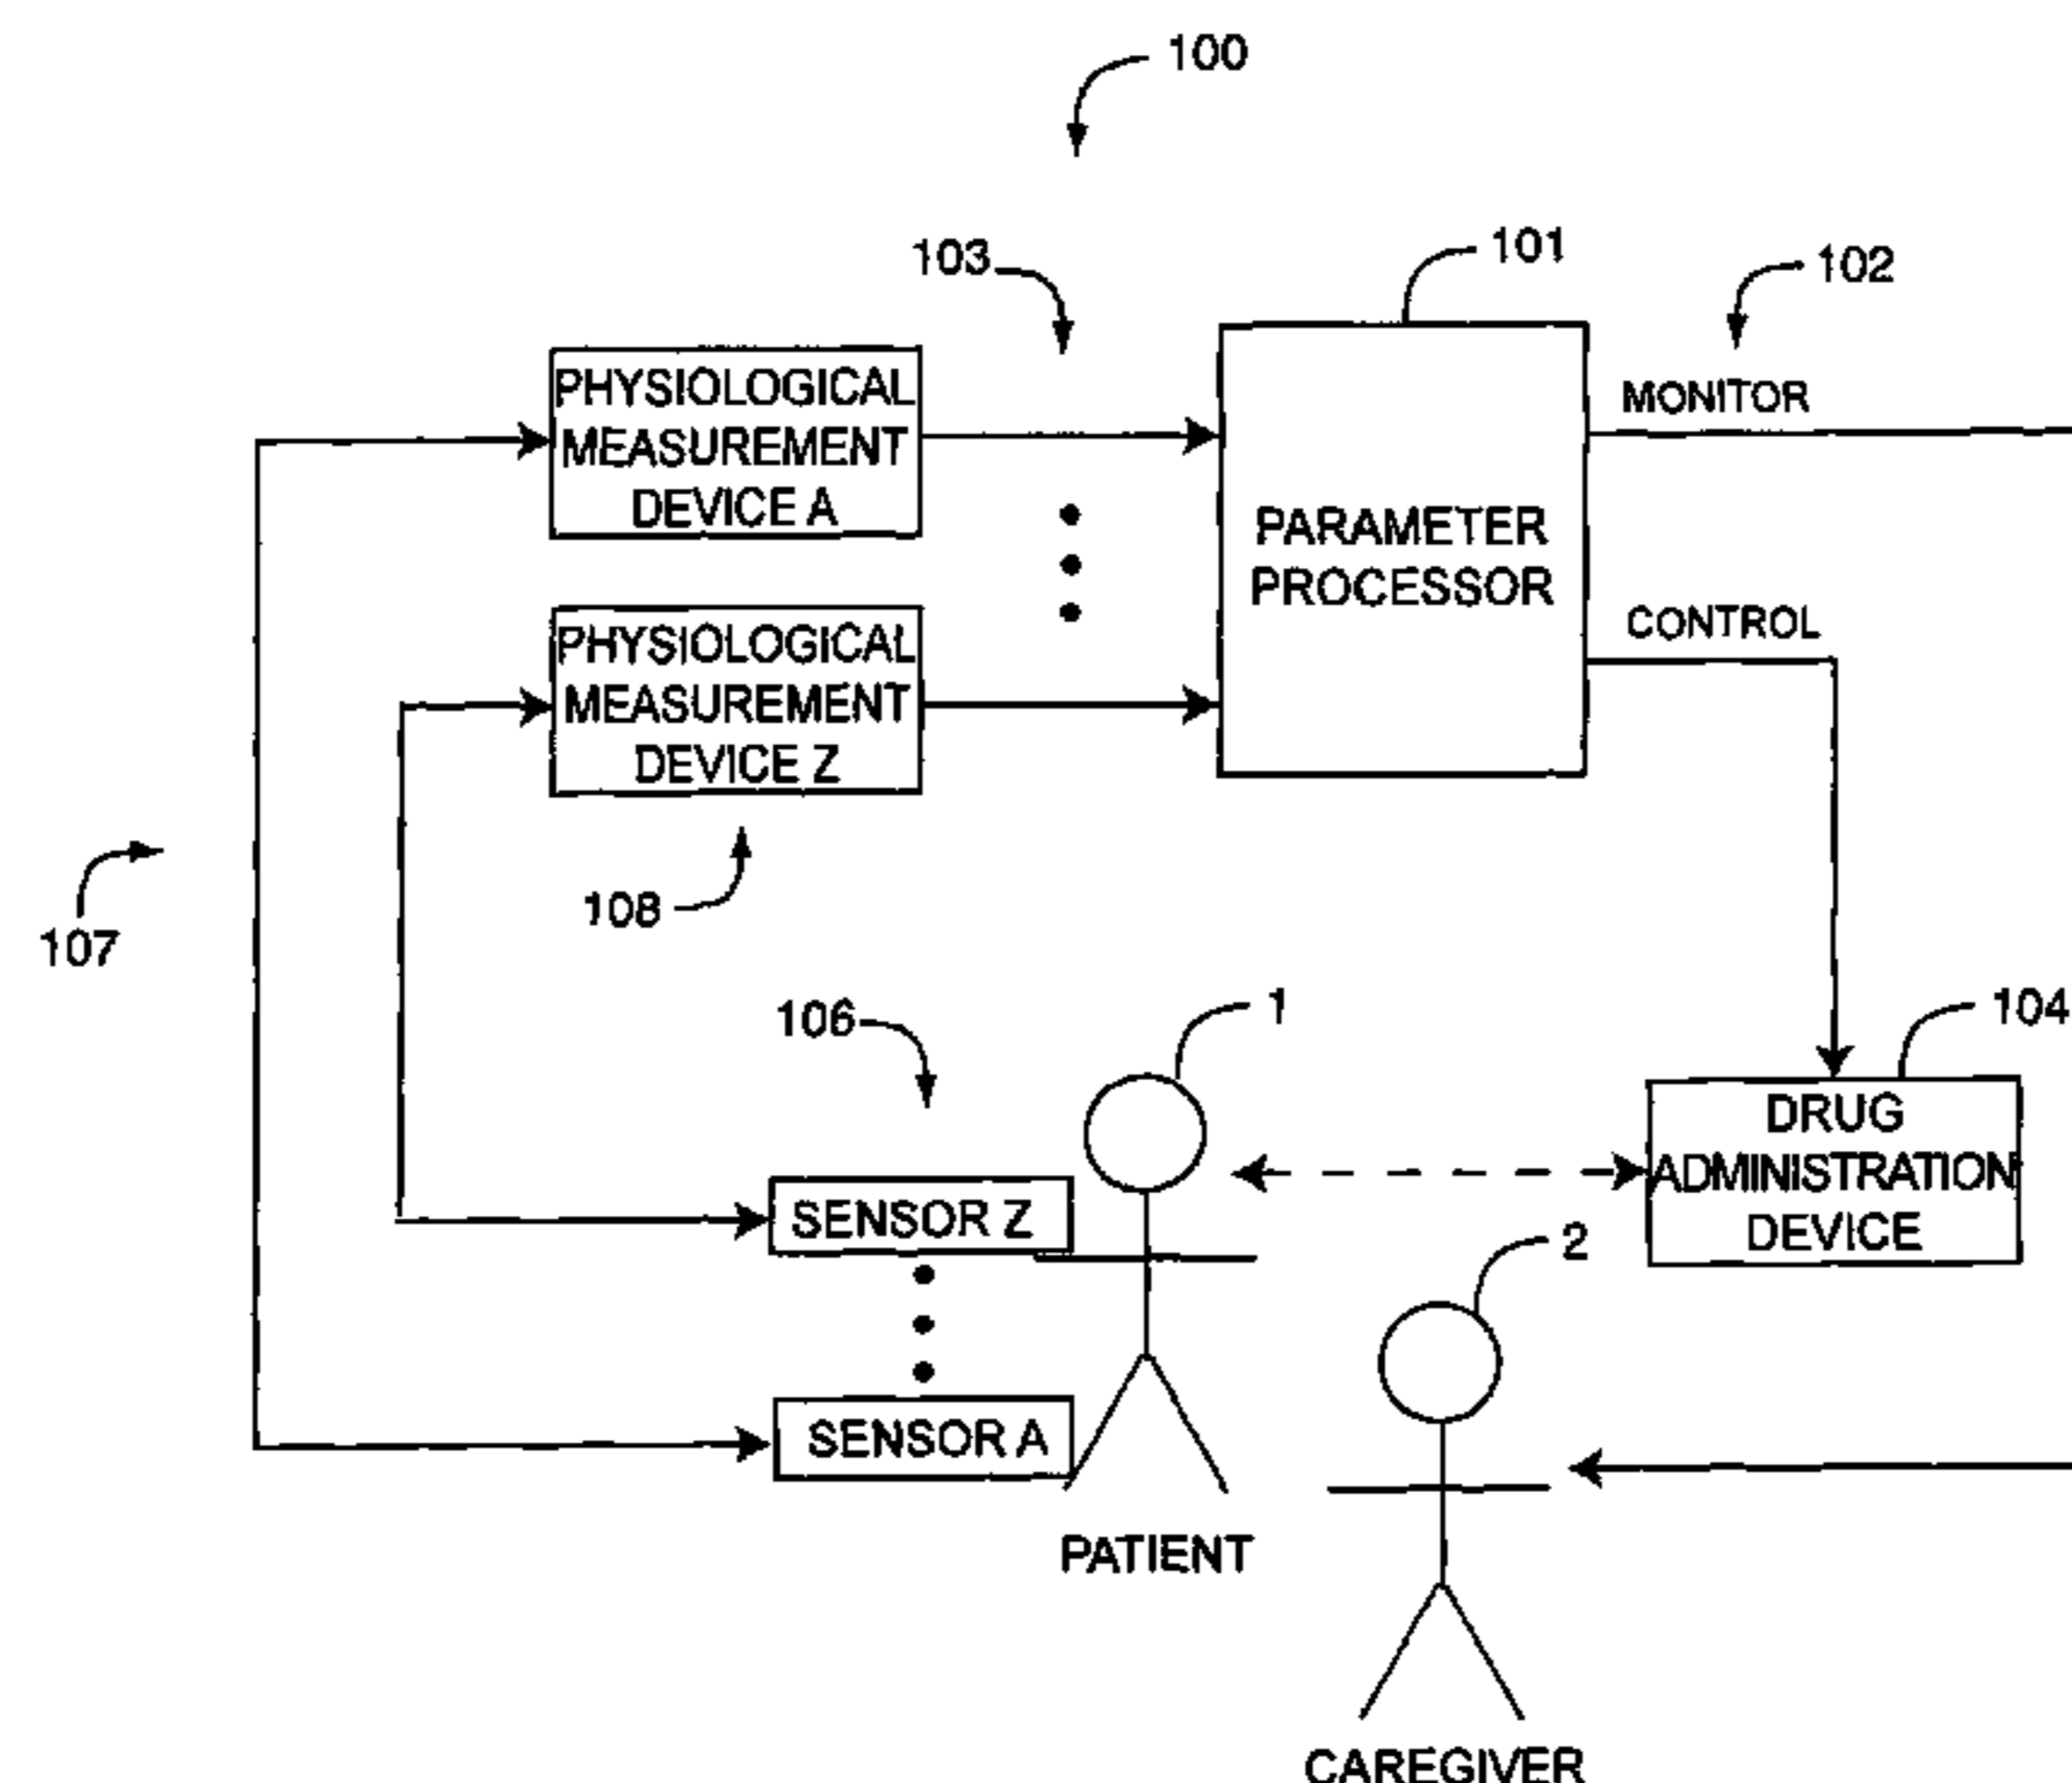 100
103
101
102
PHYSIOLOGICAL
MEASUREMENT
DEVICE A
MONITOR
PARAMETER
PROCESSOR
PHYSIOLOGICAL
MEASUREMENT
DEVICE Z
CONTROL
107
108
106
1
104
DRUG
ADMINISTRATION
DEVICE
SENSOR Z
2
SENSOR A
PATIENT
CAREGIVER